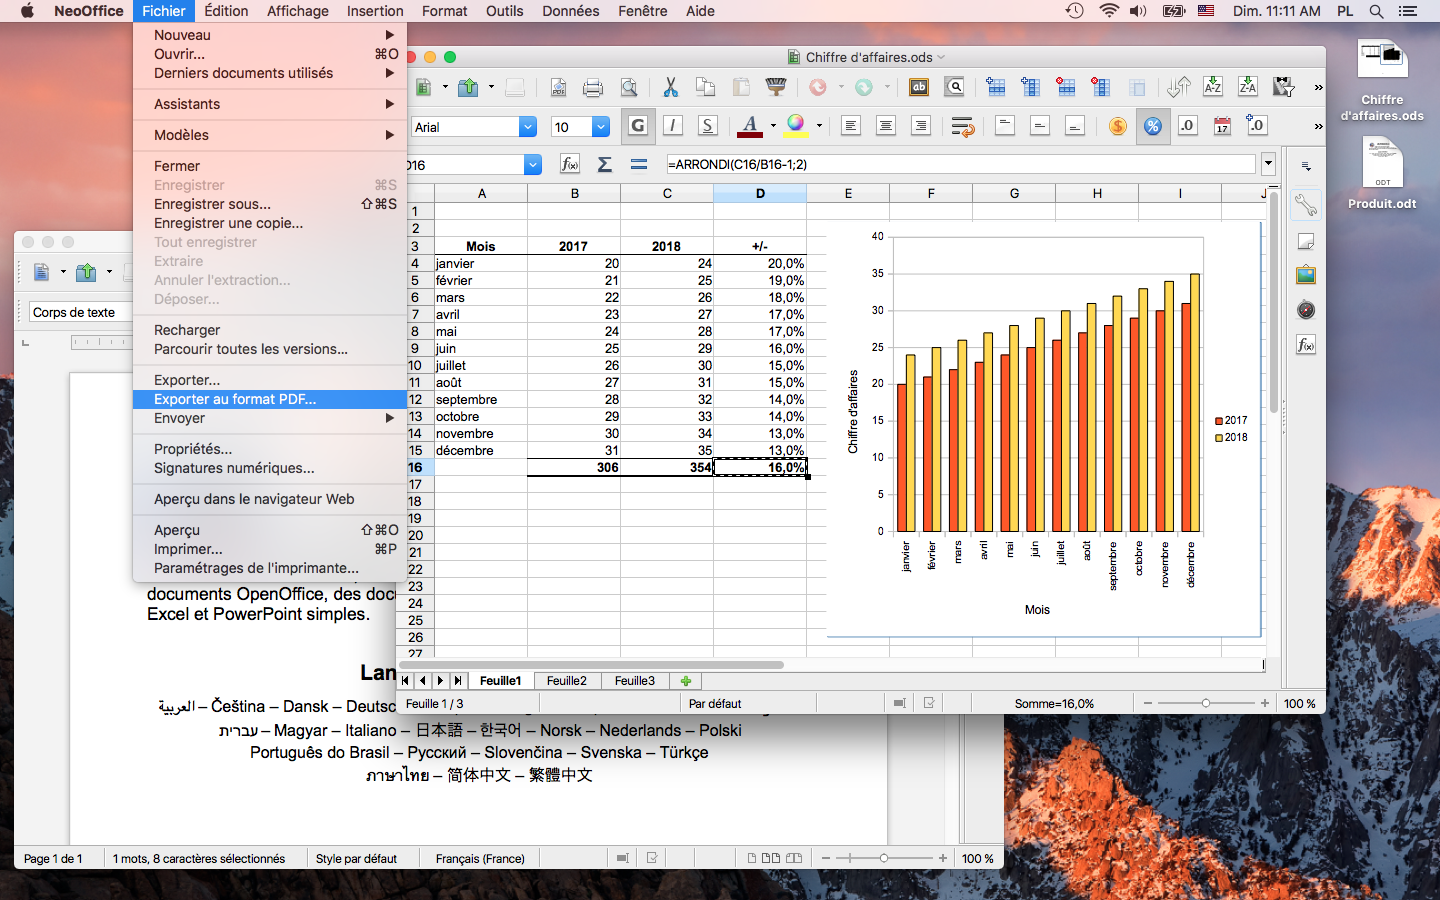 NeoOffice Fichier Édition Affichage Insertion Format Outils Données Fenêtre Aide Dim. 11:11 AM PL
Nouveau
Ouvrir... ⌘O
Derniers documents utilisés
Assistants
Modèles
Fermer
Enregistrer ⌘S
Enregistrer sous... ⇧⌘S
Enregistrer une copie...
Tout enregistrer
Extraire
Annuler l'extraction...
Déposer...
Recharger
Parcourir toutes les versions...
Exporter...
Exporter au format PDF...
Envoyer
Propriétés...
Signatures numériques...
Aperçu dans le navigateur Web
Aperçu ⇧⌘O
Imprimer... ⌘P
Paramétrages de l'imprimante...
Chiffre d'affaires.ods
Arial 10 G I S A
A-Z Z-A
.0 17 .0
D16 f(x) Σ = =ARRONDI(C16/B16-1;2)
A B C D E F G H I J
1
2
3 Mois 2017 2018 +/-
4 janvier 20 24 20,0%
5 février 21 25 19,0%
6 mars 22 26 18,0%
7 avril 23 27 17,0%
8 mai 24 28 17,0%
9 juin 25 29 16,0%
10 juillet 26 30 15,0%
11 août 27 31 15,0%
12 septembre 28 32 14,0%
13 octobre 29 33 14,0%
14 novembre 30 34 13,0%
15 décembre 31 35 13,0%
16 306 354 16,0%
17
18
19
20
21
22
23
24
25
26
27
40
35
30
25
20
15
10
5
0
Chiffre d'affaires
janvier février mars avril mai juin juillet août septembre octobre novembre décembre
Mois
2017
2018
Feuille1 Feuille2 Feuille3
Feuille 1 / 3 Par défaut Somme=16,0% 100 %
Chiffre
d'affaires.ods
ODT
Produit.odt
Corps de texte
documents OpenOffice, des doc
Excel et PowerPoint simples.
Lan
العربية – Čeština – Dansk – Deutsc
עברית – Magyar – Italiano – 日本語 – 한국어 – Norsk – Nederlands – Polski
Português do Brasil – Русский – Slovenčina – Svenska – Türkçe
ภาษาไทย – 简体中文 – 繁體中文
Page 1 de 1 1 mots, 8 caractères sélectionnés Style par défaut Français (France) 100 %